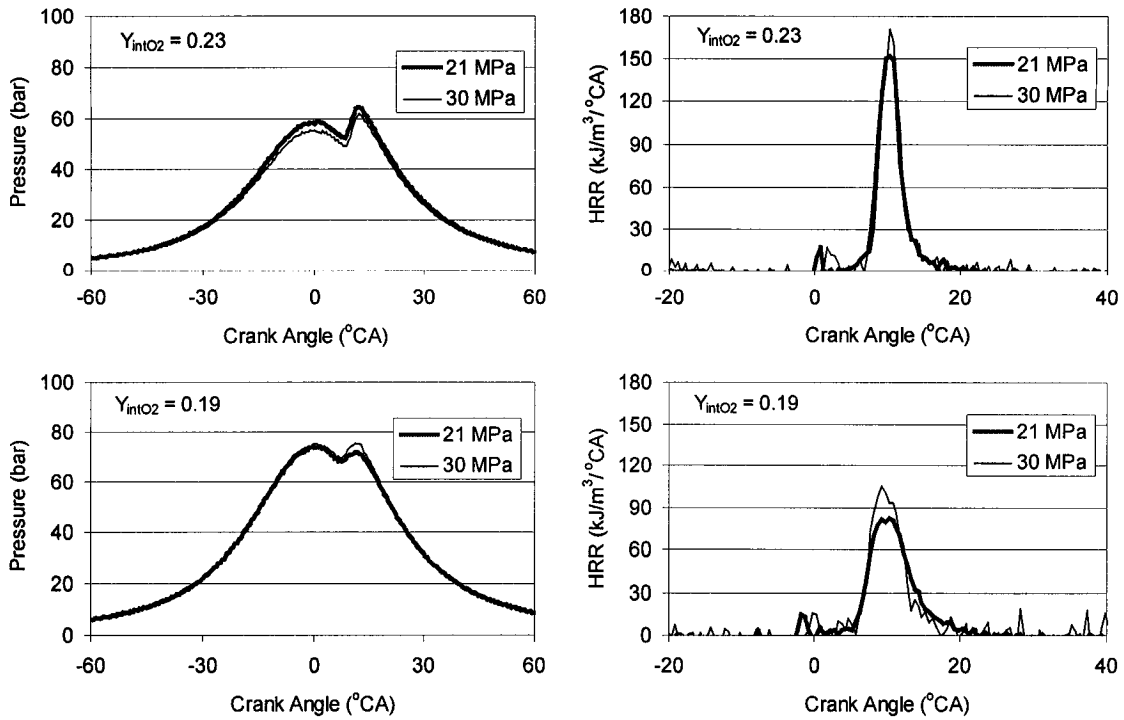 100
80
60
40
20
0
Pressure (bar)
Y_intO2 = 0.23
21 MPa
30 MPa
-60 -30 0 30 60
Crank Angle (°CA)
180
150
120
90
60
30
0
HRR (kJ/m³/°CA)
Y_intO2 = 0.23
21 MPa
30 MPa
-20 0 20 40
Crank Angle (°CA)
100
80
60
40
20
0
Pressure (bar)
Y_intO2 = 0.19
21 MPa
30 MPa
-60 -30 0 30 60
Crank Angle (°CA)
180
150
120
90
60
30
0
HRR (kJ/m³/°CA)
Y_intO2 = 0.19
21 MPa
30 MPa
-20 0 20 40
Crank Angle (°CA)